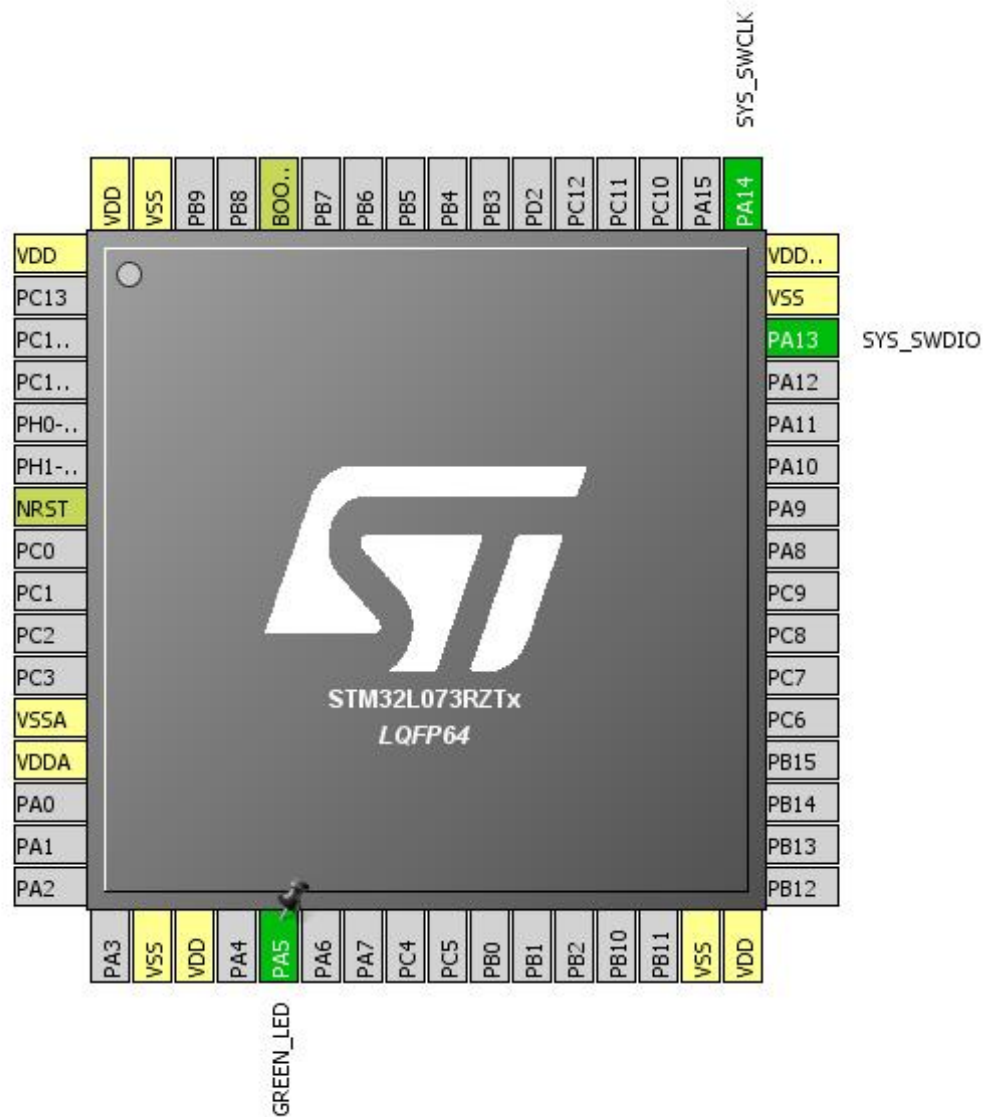 SYS_SWCLK
VDD
VSS
PB9
PB8
BOO..
PB7
PB6
PB5
PB4
PB3
PD2
PC12
PC11
PC10
PA15
PA14
VDD
PC13
PC1..
PC1..
PH0-..
PH1-..
NRST
PC0
PC1
PC2
PC3
VSSA
VDDA
PA0
PA1
PA2
ST
STM32L073RZTx
LQFP64
VDD..
VSS
PA13 SYS_SWDIO
PA12
PA11
PA10
PA9
PA8
PC9
PC8
PC7
PC6
PB15
PB14
PB13
PB12
PA3
VSS
VDD
PA4
PA5
PA6
PA7
PC4
PC5
PB0
PB1
PB2
PB10
PB11
VSS
VDD
GREEN_LED